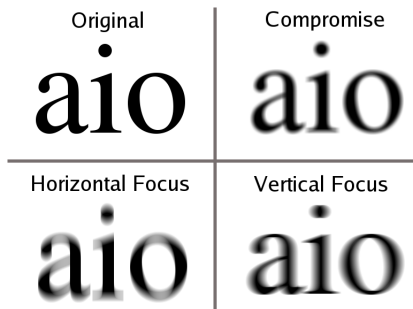 Original
aio
Compromise
aio
Horizontal Focus
aio
Vertical Focus
aio